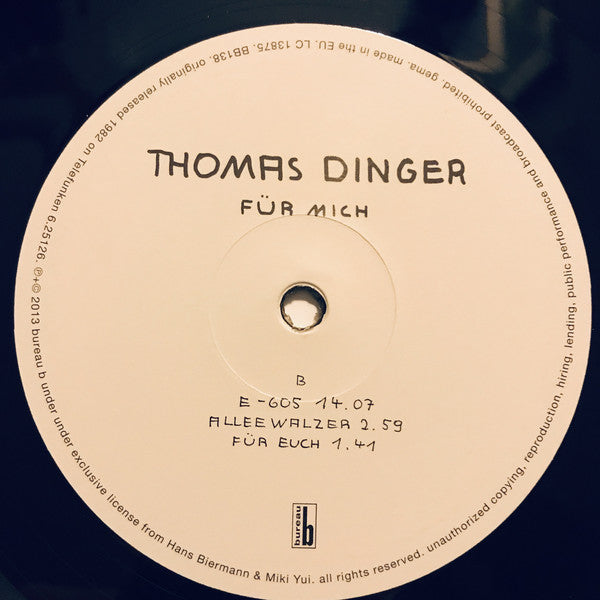 THOMAS DINGER
FÜR MICH
B
E-605 14.07
ALLEEWALZER 2.59
FÜR EUCH 1.41
bureau b
℗+© 2013 bureau b under under exclusive license from Hans Biermann & Miki Yui. all rights reserved. unauthorized copying, reproduction, hiring, lending, public performance and broadcast prohibited. gema. made in the EU. LC 13875. BB138. originally released 1982 on Telefunken 6.25126.